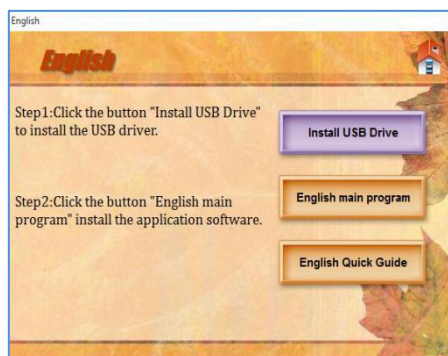 English
English
Step1:Click the button "Install USB Drive"
to install the USB driver.
Install USB Drive
Step2:Click the button "English main
program" install the application software.
English main program
English Quick Guide